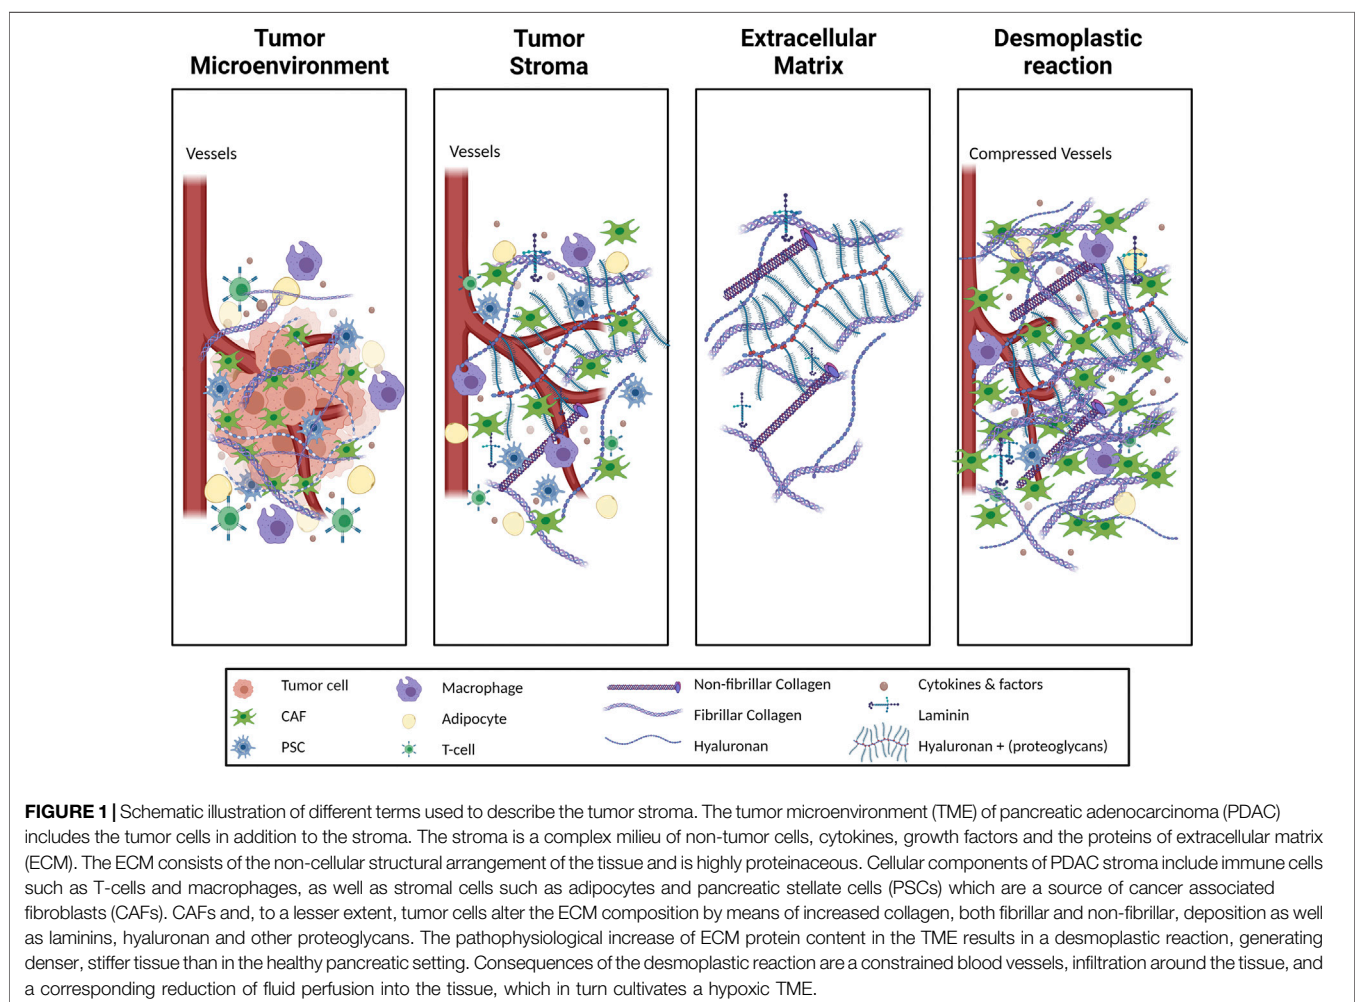 Tumor
Microenvironment
Tumor
Stroma
Extracellular
Matrix
Desmoplastic
reaction
Vessels
Vessels
Compressed Vessels
Tumor cell
CAF
PSC
Macrophage
Adipocyte
T-cell
Non-fibrillar Collagen
Fibrillar Collagen
Hyaluronan
Cytokines & factors
Laminin
Hyaluronan + (proteoglycans)
FIGURE 1 | Schematic illustration of different terms used to describe the tumor stroma. The tumor microenvironment (TME) of pancreatic adenocarcinoma (PDAC)
includes the tumor cells in addition to the stroma. The stroma is a complex milieu of non-tumor cells, cytokines, growth factors and the proteins of extracellular matrix
(ECM). The ECM consists of the non-cellular structural arrangement of the tissue and is highly proteinaceous. Cellular components of PDAC stroma include immune cells
such as T-cells and macrophages, as well as stromal cells such as adipocytes and pancreatic stellate cells (PSCs) which are a source of cancer associated
fibroblasts (CAFs). CAFs and, to a lesser extent, tumor cells alter the ECM composition by means of increased collagen, both fibrillar and non-fibrillar, deposition as well
as laminins, hyaluronan and other proteoglycans. The pathophysiological increase of ECM protein content in the TME results in a desmoplastic reaction, generating
denser, stiffer tissue than in the healthy pancreatic setting. Consequences of the desmoplastic reaction are a constrained blood vessels, infiltration around the tissue, and
a corresponding reduction of fluid perfusion into the tissue, which in turn cultivates a hypoxic TME.